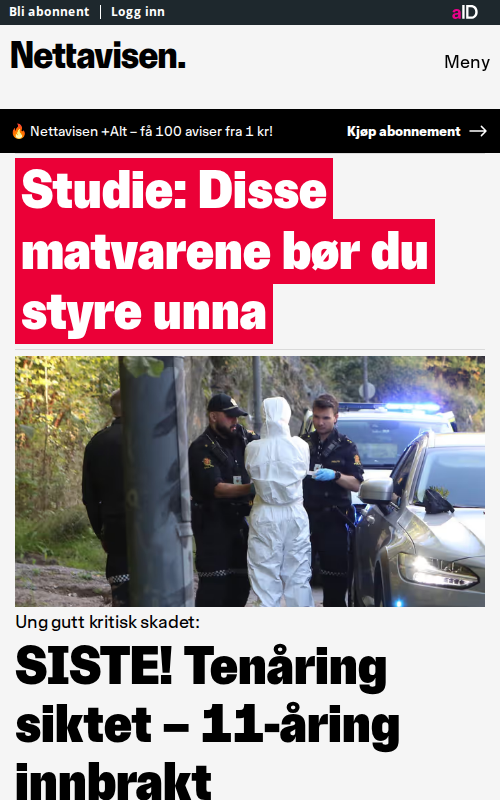 Bli abonnent | Logg inn
aID
Nettavisen.
Meny
🔥 Nettavisen +Alt – få 100 aviser fra 1 kr!
Kjøp abonnement →
Studie: Disse
matvarene bør du
styre unna
Ung gutt kritisk skadet:
SISTE! Tenåring
siktet – 11-åring
innbrakt